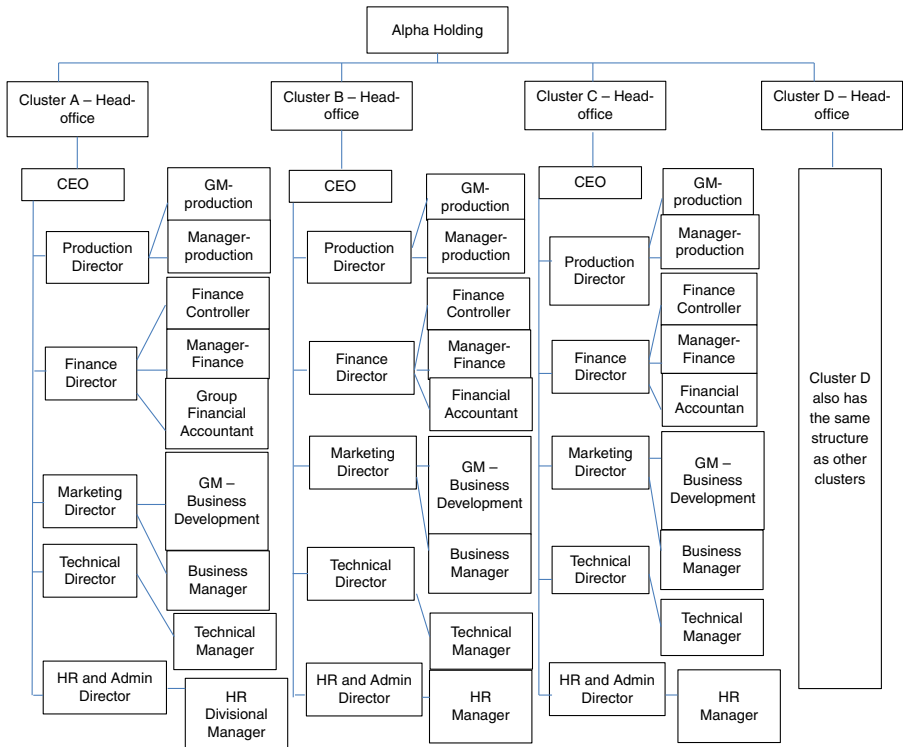 Alpha Holding
Cluster A – Head-
office
Cluster B – Head-
office
Cluster C – Head-
office
Cluster D – Head-
office
CEO
GM-
production
Manager-
production
Production
Director
Finance
Controller
Manager-
Finance
Group
Financial
Accountant
Finance
Director
GM –
Business
Development
Business
Manager
Marketing
Director
Technical
Director
Technical
Manager
HR and Admin
Director
HR
Divisional
Manager
CEO
GM-
production
Manager-
production
Production
Director
Finance
Controller
Manager-
Finance
Financial
Accountant
Finance
Director
Marketing
Director
GM –
Business
Development
Business
Manager
Technical
Director
Technical
Manager
HR and Admin
Director
HR
Manager
CEO
GM-
production
Manager-
production
Production
Director
Finance
Controller
Manager-
Finance
Financial
Accountan
Finance
Director
Marketing
Director
GM –
Business
Development
Business
Manager
Technical
Director
Technical
Manager
HR and Admin
Director
HR
Manager
Cluster D
also has
the same
structure
as other
clusters